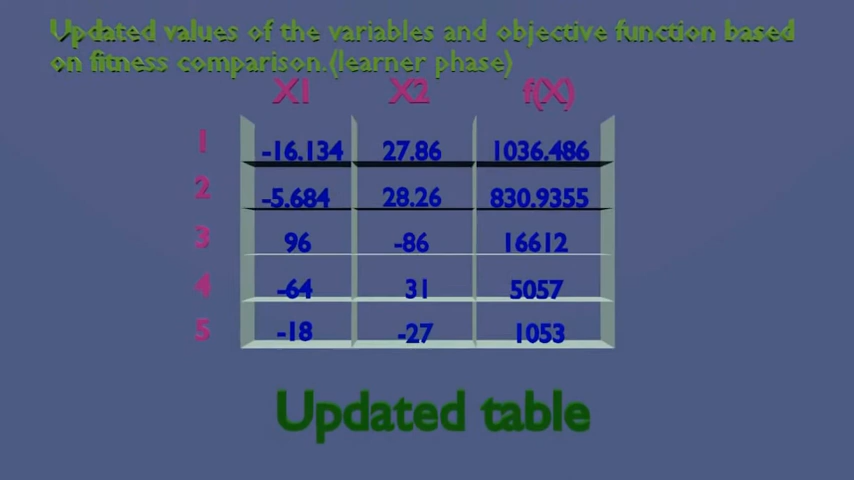 Updated values of the variables and objective function based
on fitness comparison.(learner phase)
X1 X2 f(X)
1 -16.134 27.86 1036.486
2 -5.684 28.26 830.9355
3 96 -86 16612
4 -64 31 5057
5 -18 -27 1053
Updated table